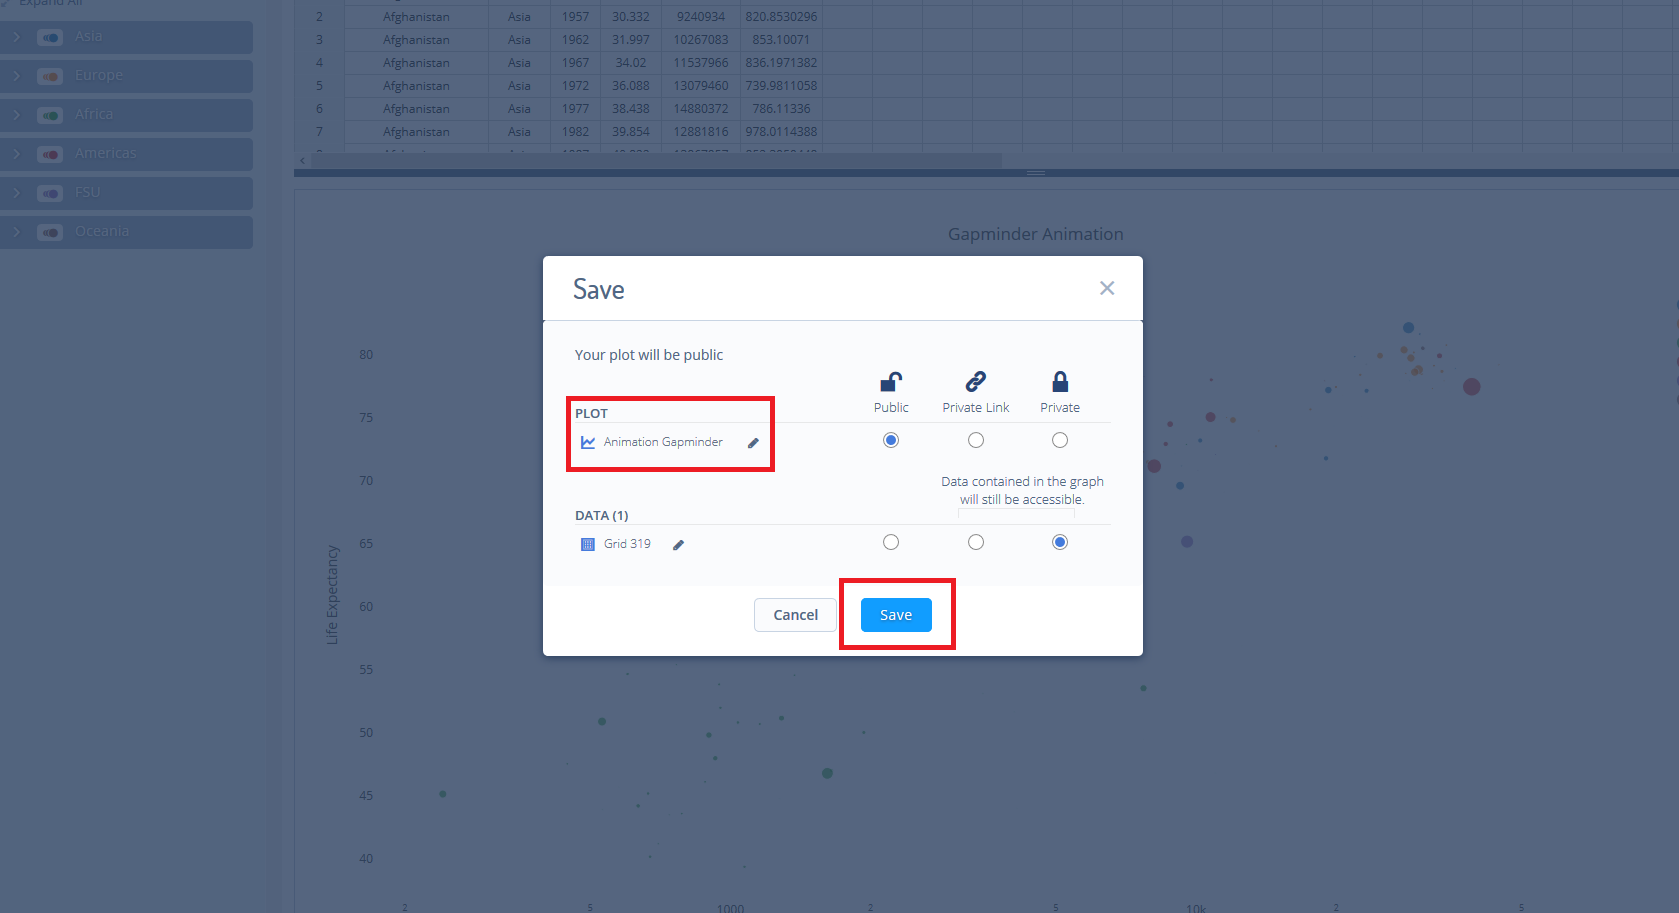 Expand All
Asia
Europe
Africa
Americas
FSU
Oceania
2 Afghanistan Asia 1957 30.332 9240934 820.8530296
3 Afghanistan Asia 1962 31.997 10267083 853.10071
4 Afghanistan Asia 1967 34.02 11537966 836.1971382
5 Afghanistan Asia 1972 36.088 13079460 739.9811058
6 Afghanistan Asia 1977 38.438 14880372 786.11336
7 Afghanistan Asia 1982 39.854 12881816 978.0114388
Gapminder Animation
Save
Your plot will be public
Public Private Link Private
PLOT
Animation Gapminder
Data contained in the graph
will still be accessible.
DATA (1)
Grid 319
Cancel Save
Life Expectancy
80
75
70
65
60
55
50
45
40
2 5 1000 2 5 10k 2 5